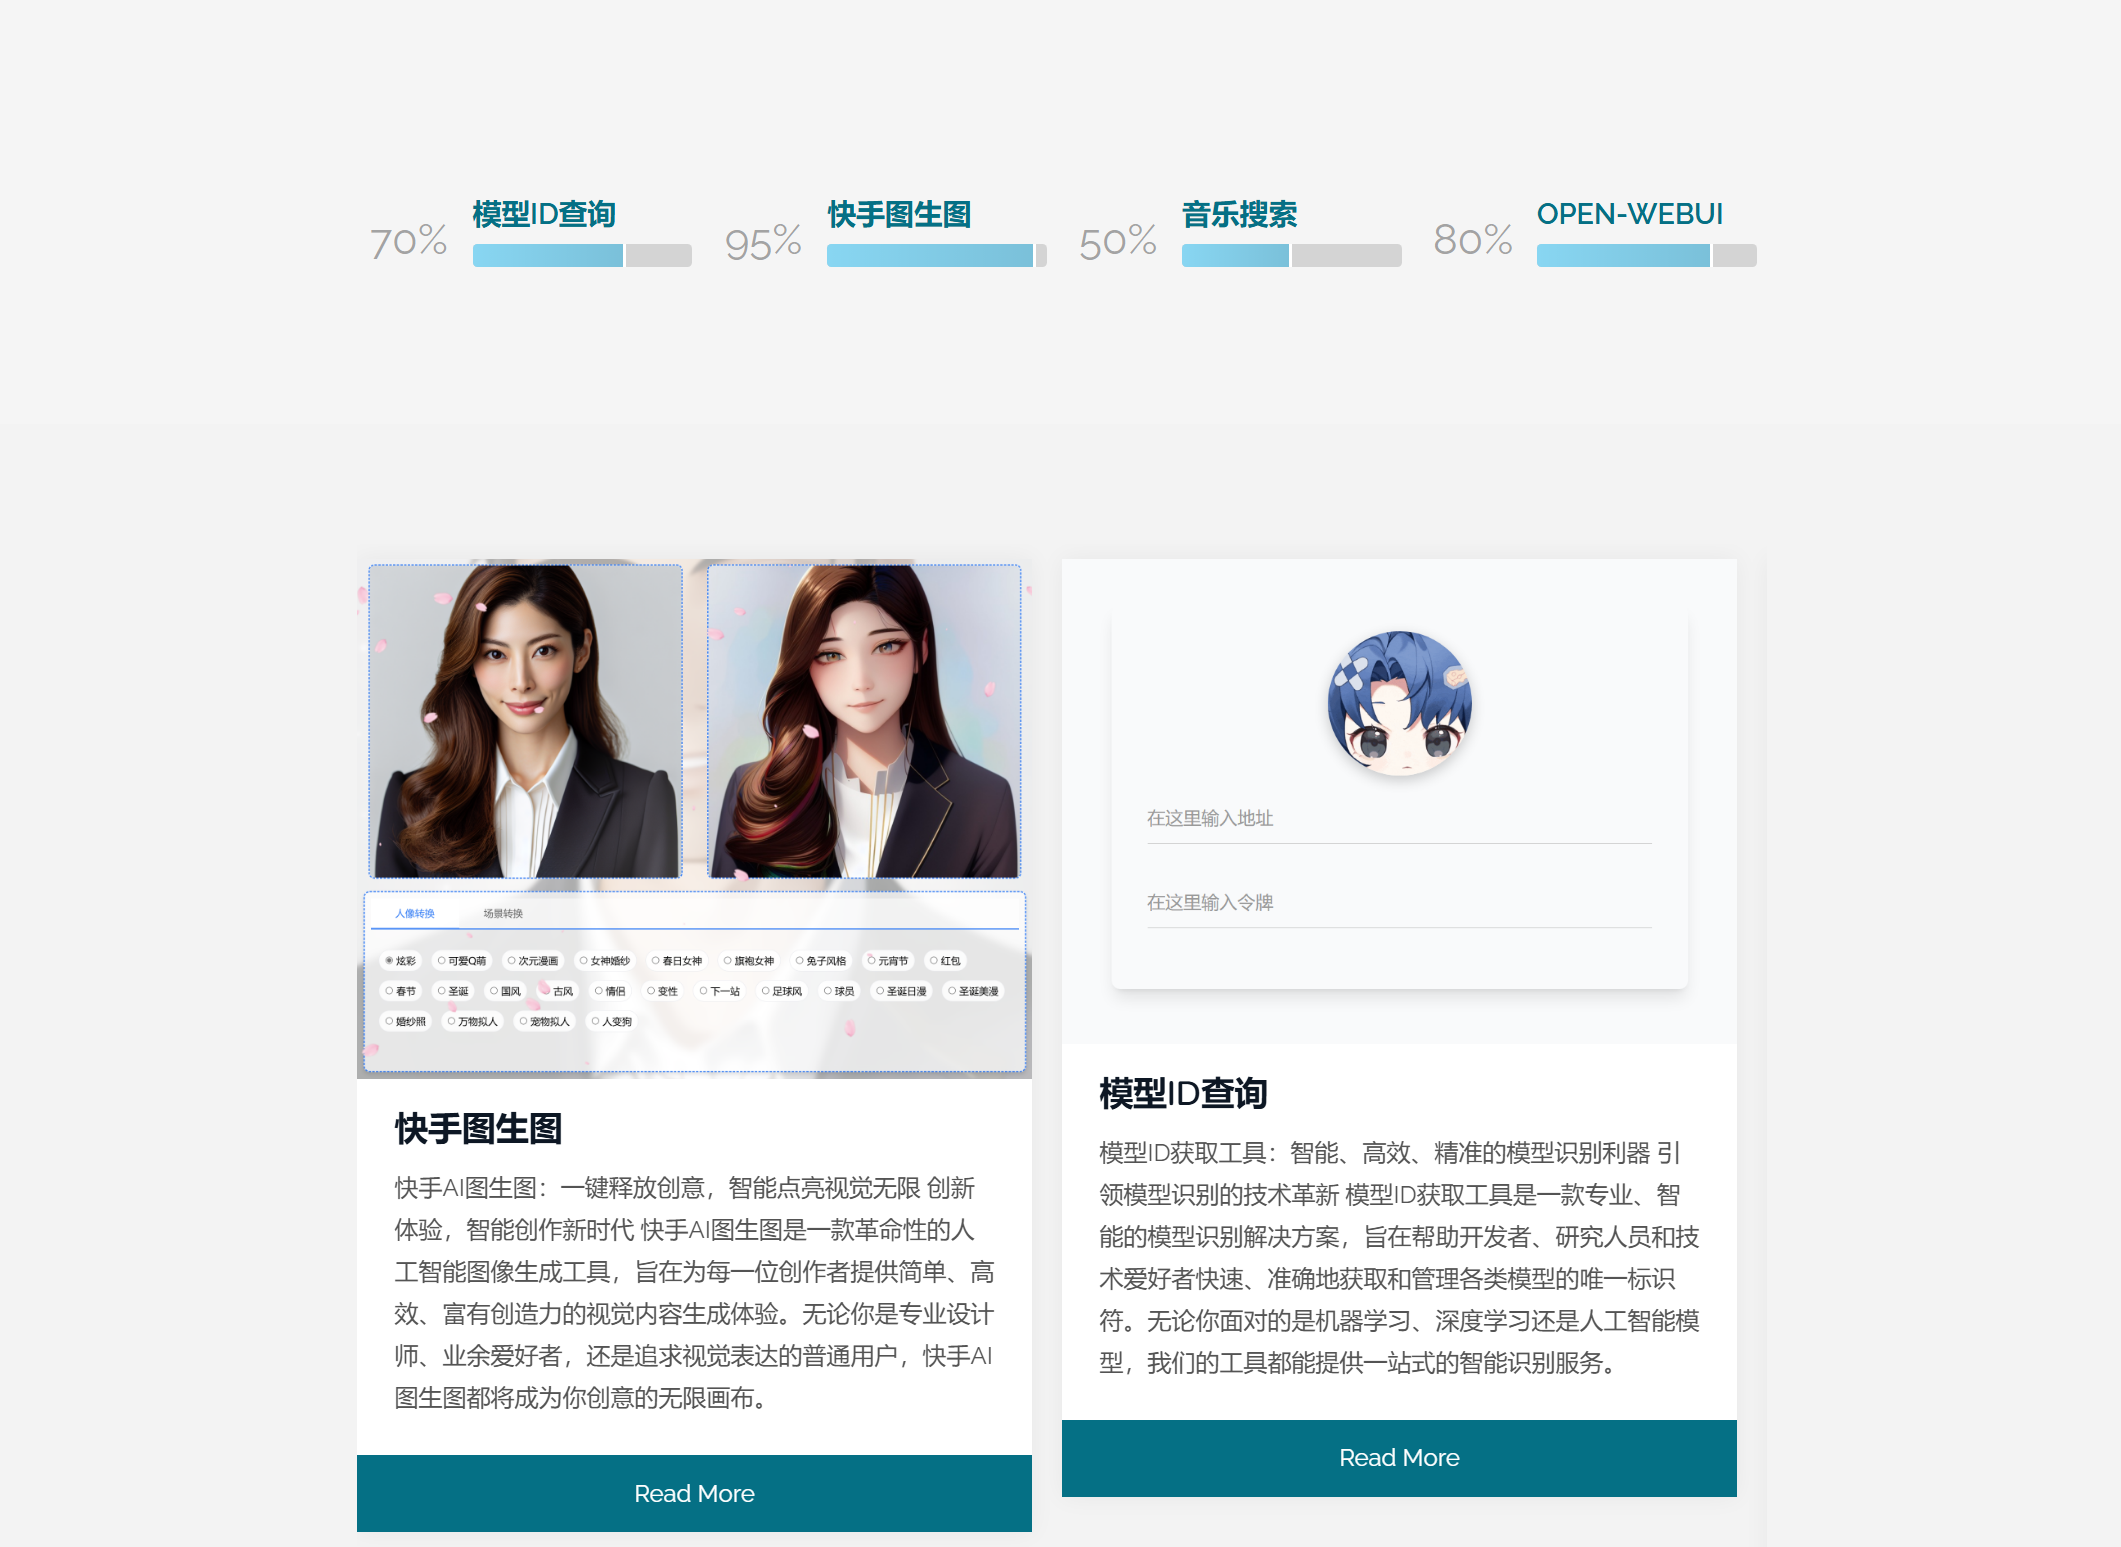 70%
模型ID查询
95%
快手图生图
50%
音乐搜索
80%
OPEN-WEBUI
人像转换 场景转换
炫彩 可爱Q萌 次元漫画 女神婚纱 春日女神 旗袍女神 兔子风格 元宵节 红包
春节 圣诞 国风 古风 情侣 变性 下一站 足球风 球员 圣诞日漫 圣诞美漫
婚纱照 万物拟人 宠物拟人 人变狗
快手图生图
快手AI图生图：一键释放创意，智能点亮视觉无限 创新
体验，智能创作新时代 快手AI图生图是一款革命性的人
工智能图像生成工具，旨在为每一位创作者提供简单、高
效、富有创造力的视觉内容生成体验。无论你是专业设计
师、业余爱好者，还是追求视觉表达的普通用户，快手AI
图生图都将成为你创意的无限画布。
Read More
在这里输入地址
在这里输入令牌
模型ID查询
模型ID获取工具：智能、高效、精准的模型识别利器 引
领模型识别的技术革新 模型ID获取工具是一款专业、智
能的模型识别解决方案，旨在帮助开发者、研究人员和技
术爱好者快速、准确地获取和管理各类模型的唯一标识
符。无论你面对的是机器学习、深度学习还是人工智能模
型，我们的工具都能提供一站式的智能识别服务。
Read More